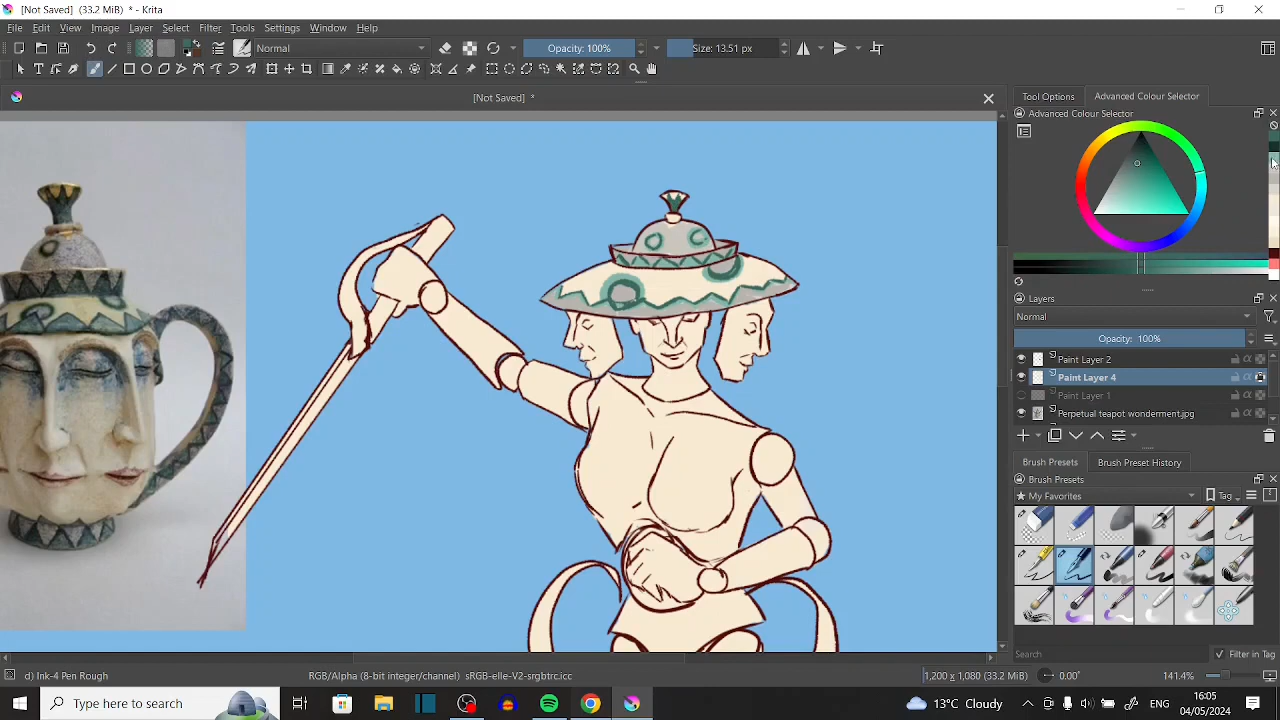 [Not Saved]  (33.2 MiB)  * - Krita
File Edit View Image Layer Select Filter Tools Settings Window Help
Normal Opacity: 100% Size: 13.51 px
[Not Saved]  *
Tool Options Advanced Colour Selector
Advanced Colour Selector
Layers
Normal
Opacity:  100%
Paint Layer 2
Paint Layer 4
Paint Layer 1
Perpetual teapot wonderment.jpg
Brush Presets Brush Preset History
Brush Presets
My Favorites Tag
Search Filter in Tag
d) Ink-4 Pen Rough RGB/Alpha (8-bit integer/channel)  sRGB-elle-V2-srgbtrc.icc 1,200 x 1,080 (33.2 MiB) 0.00° 141.4%
Type here to search 13°C  Cloudy 16:05
04/05/2024